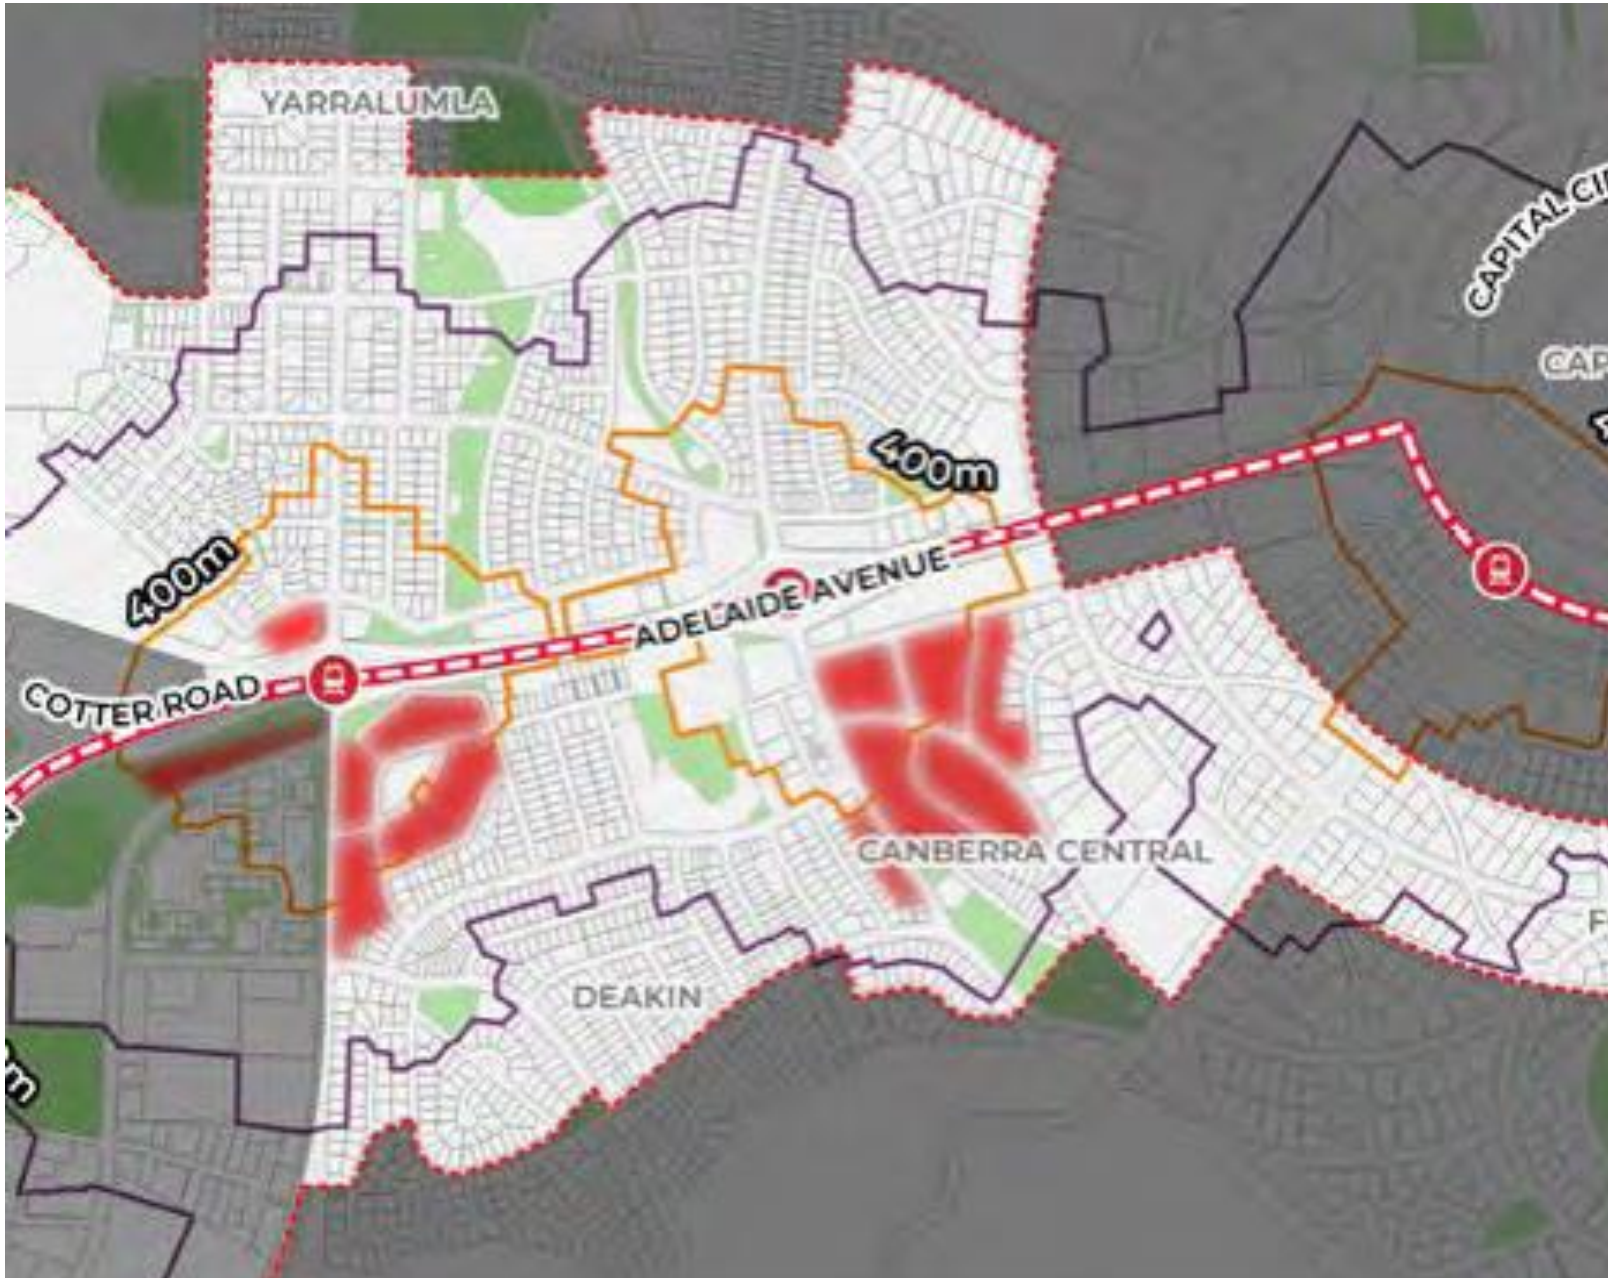 YARRALUMLA
CAPITAL CI
CAP
400m
400m
ADELAIDE AVENUE
COTTER ROAD
CANBERRA CENTRAL
F
DEAKIN
m